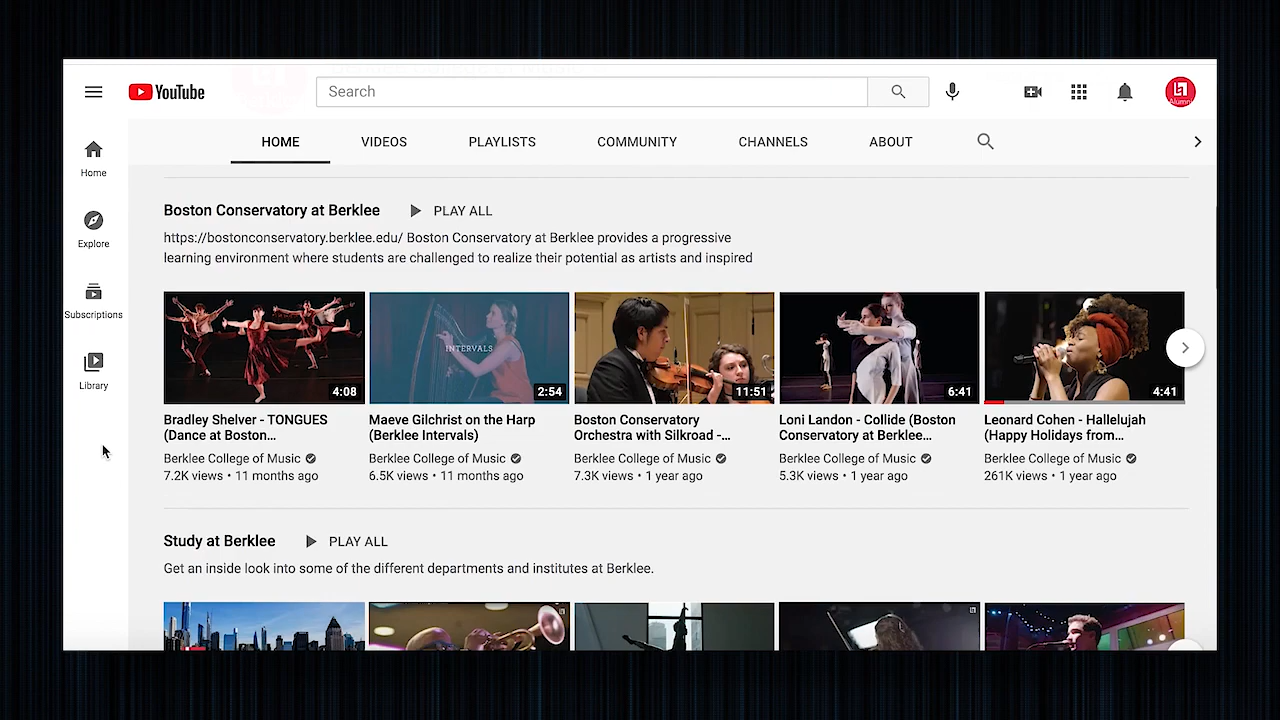 YouTube
Search
Alumni
HOME VIDEOS PLAYLISTS COMMUNITY CHANNELS ABOUT
Home
Explore
Subscriptions
Library
Boston Conservatory at Berklee PLAY ALL
https://bostonconservatory.berklee.edu/ Boston Conservatory at Berklee provides a progressive
learning environment where students are challenged to realize their potential as artists and inspired
4:08
INTERVALS
2:54
11:51
6:41
4:41
Bradley Shelver - TONGUES
(Dance at Boston...
Berklee College of Music
7.2K views • 11 months ago
Maeve Gilchrist on the Harp
(Berklee Intervals)
Berklee College of Music
6.5K views • 11 months ago
Boston Conservatory
Orchestra with Silkroad -...
Berklee College of Music
7.3K views • 1 year ago
Loni Landon - Collide (Boston
Conservatory at Berklee...
Berklee College of Music
5.3K views • 1 year ago
Leonard Cohen - Hallelujah
(Happy Holidays from...
Berklee College of Music
261K views • 1 year ago
Study at Berklee PLAY ALL
Get an inside look into some of the different departments and institutes at Berklee.